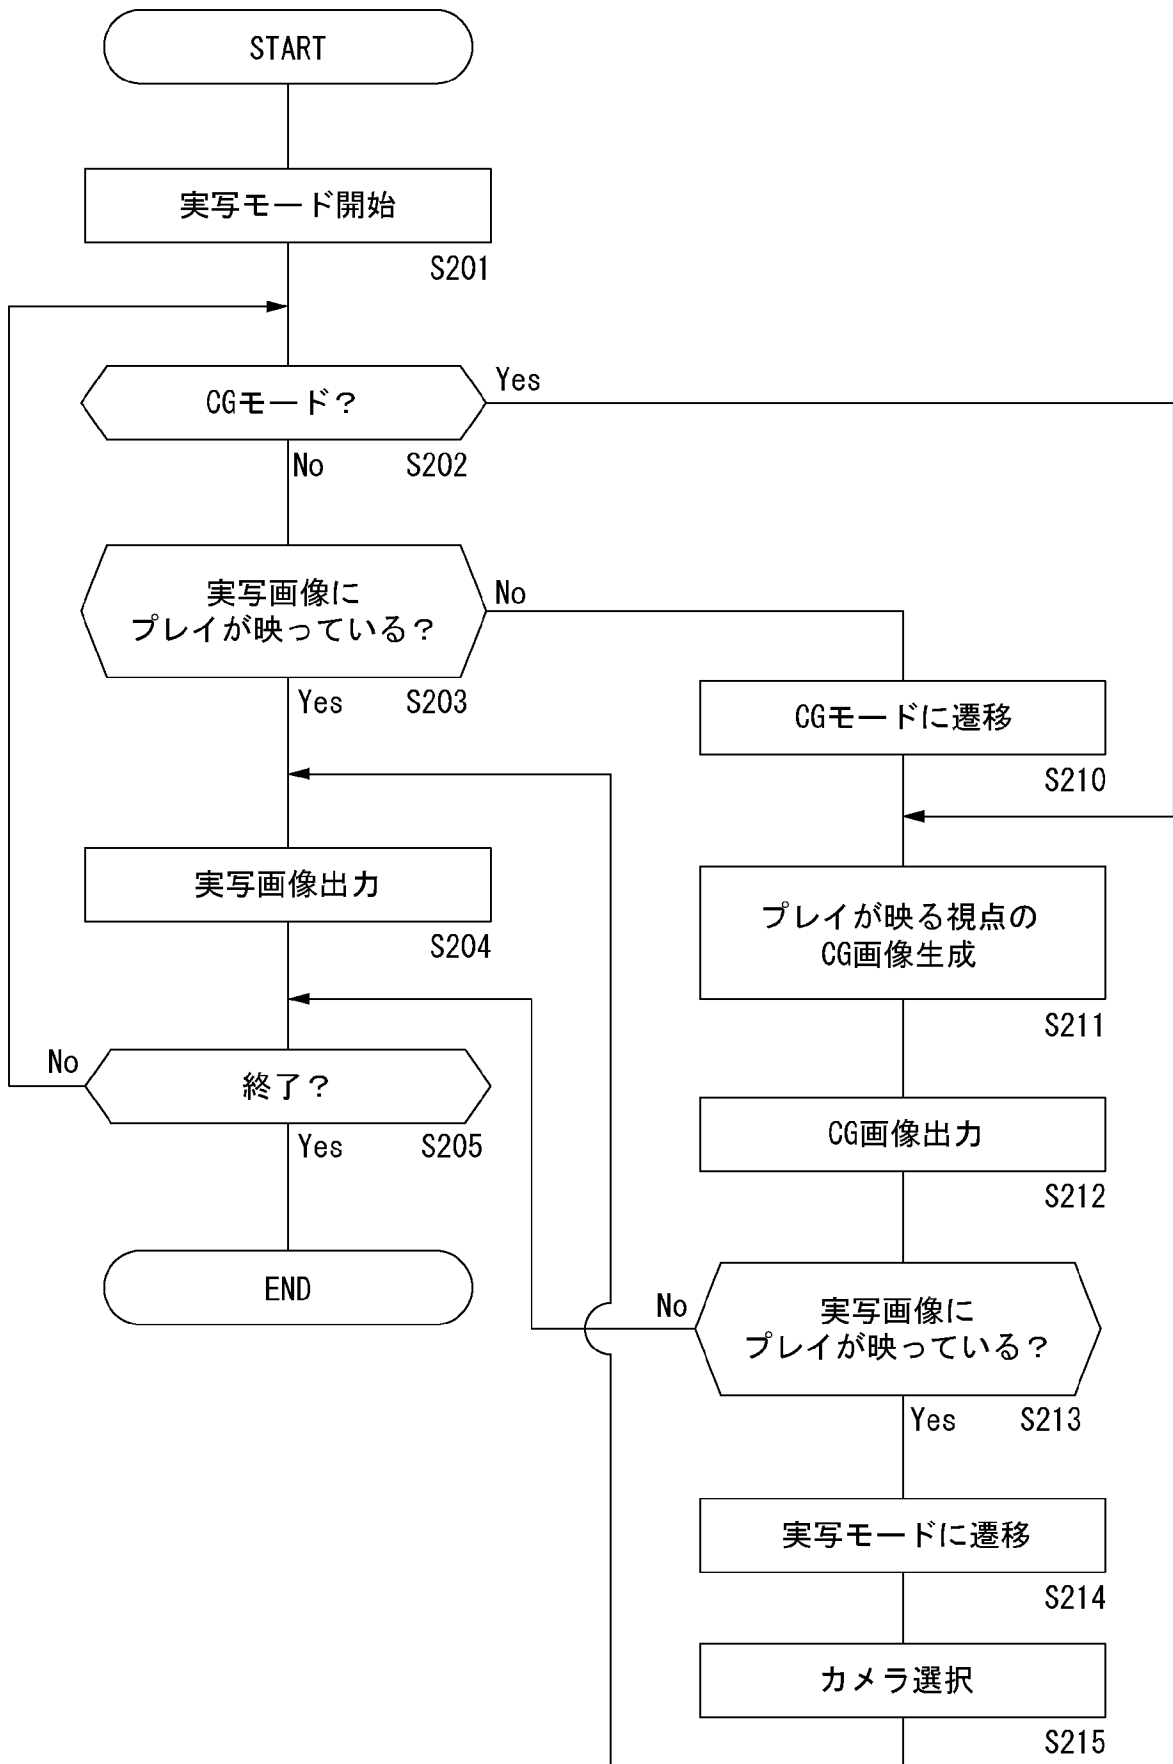 START
実写モード開始
S201
CGモード？
Yes
No
S202
実写画像に
プレイが映っている？
No
Yes
S203
CGモードに遷移
S210
実写画像出力
S204
プレイが映る視点の
CG画像生成
S211
No
終了？
Yes
S205
CG画像出力
S212
END
No
実写画像に
プレイが映っている？
Yes
S213
実写モードに遷移
S214
カメラ選択
S215